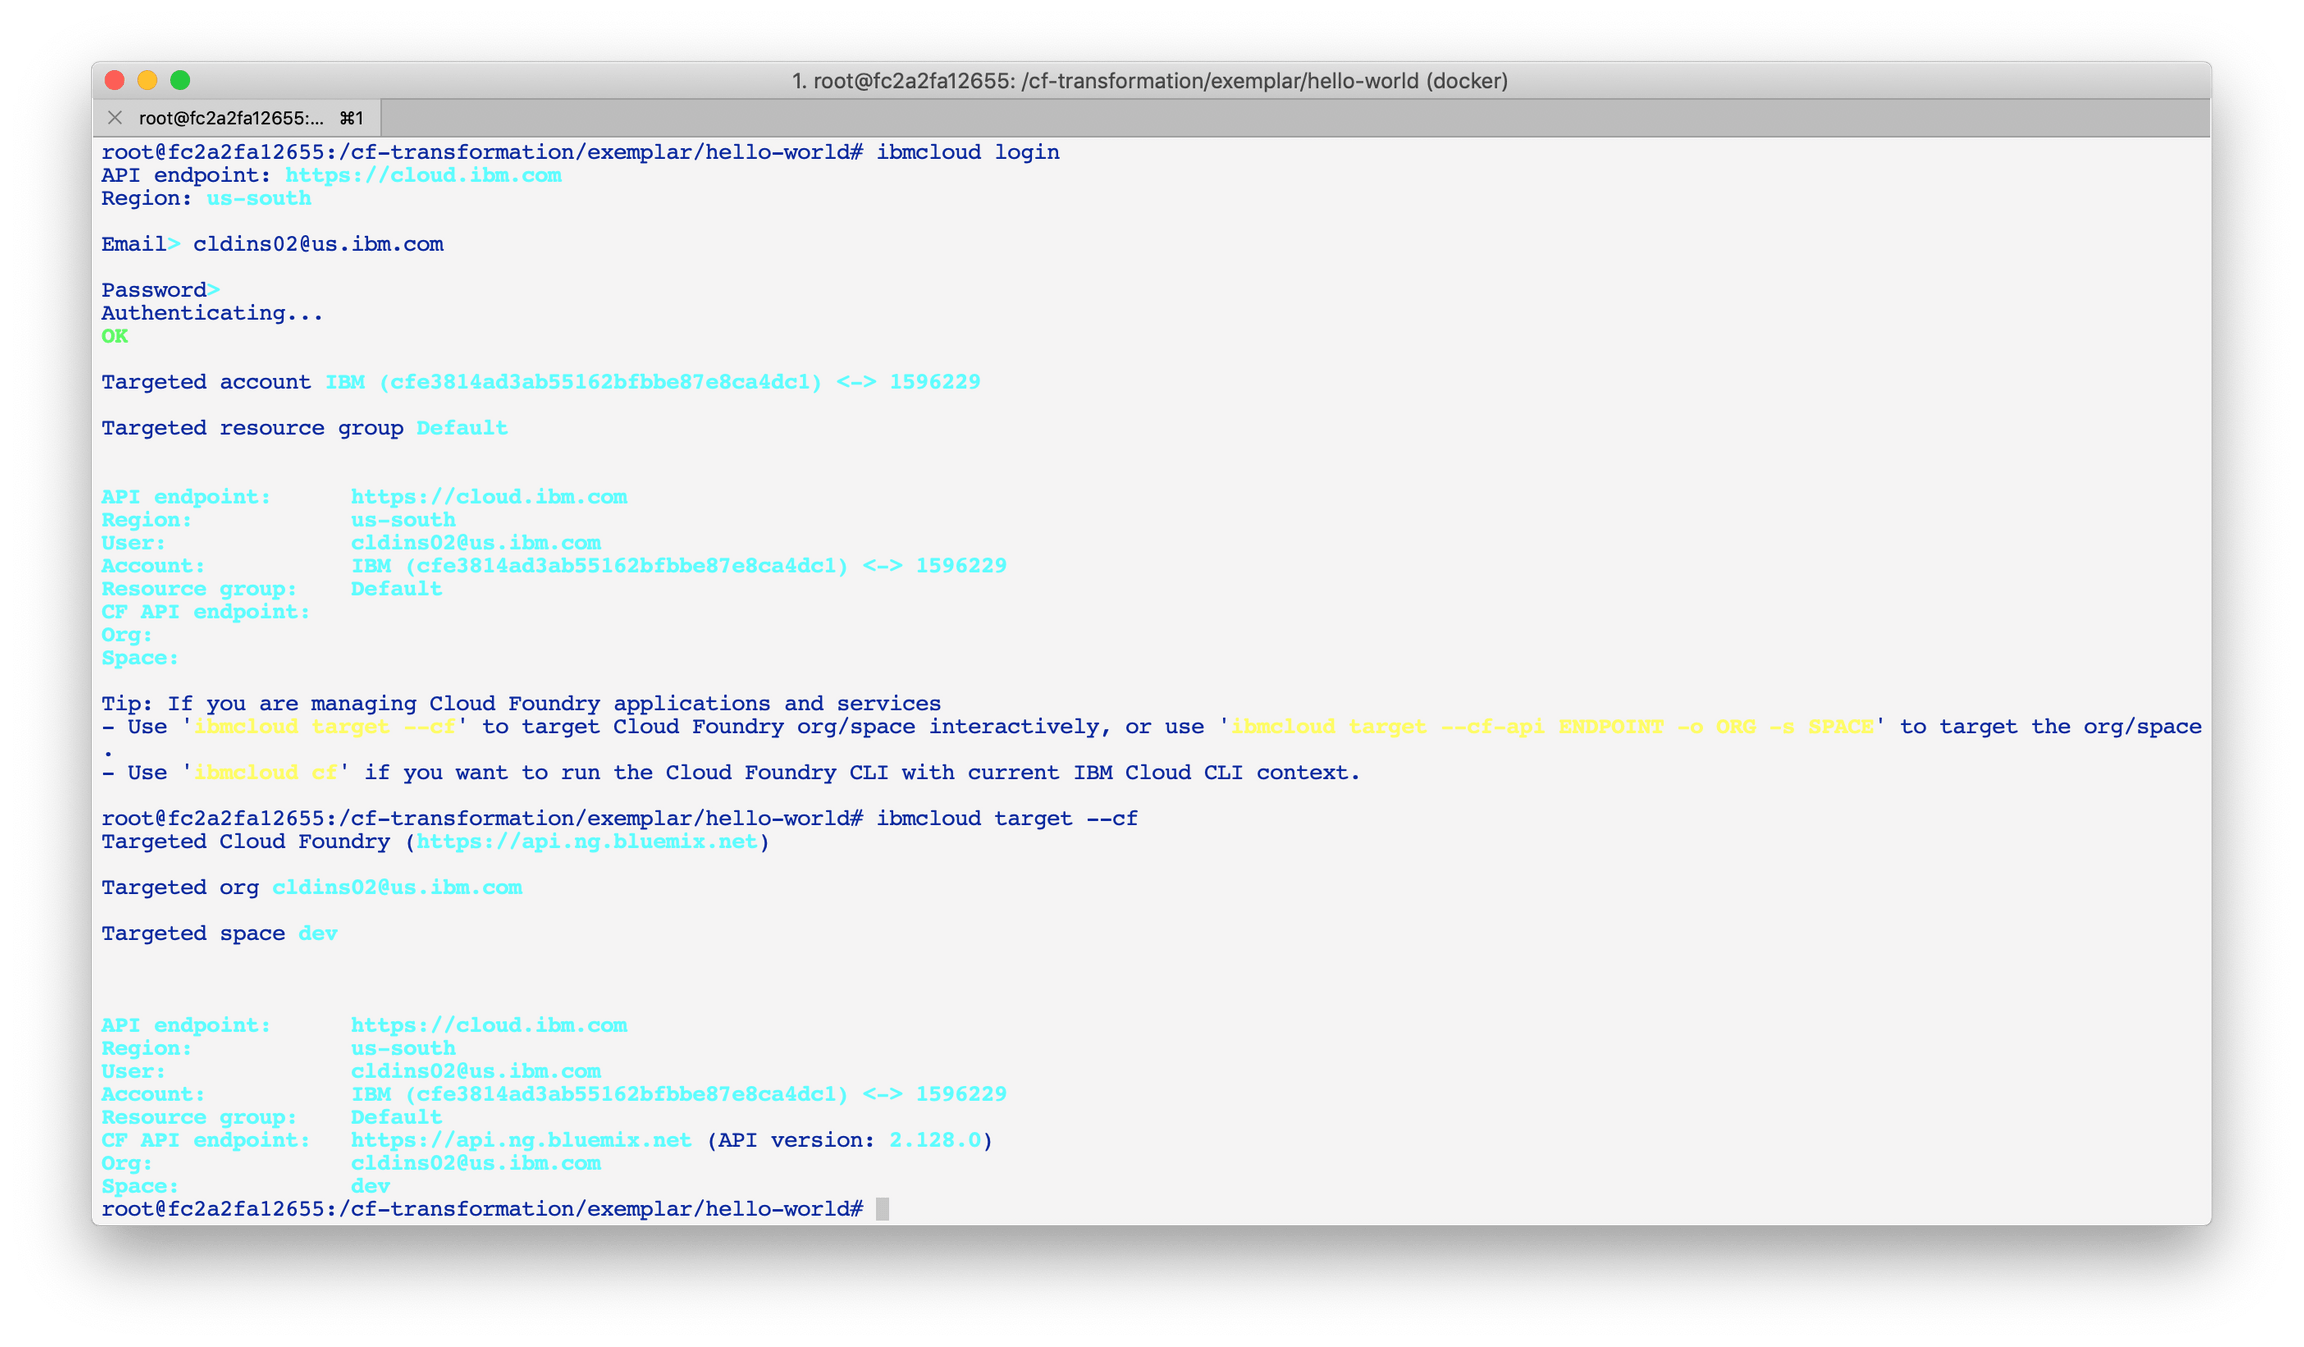 1. root@fc2a2fa12655: /cf-transformation/exemplar/hello-world (docker)
root@fc2a2fa12655:... ⌘1
root@fc2a2fa12655:/cf-transformation/exemplar/hello-world# ibmcloud login
API endpoint: https://cloud.ibm.com
Region: us-south
Email> cldins02@us.ibm.com
Password>
Authenticating...
OK
Targeted account IBM (cfe3814ad3ab55162bfbbe87e8ca4dc1) <-> 1596229
Targeted resource group Default
API endpoint: https://cloud.ibm.com
Region: us-south
User: cldins02@us.ibm.com
Account: IBM (cfe3814ad3ab55162bfbbe87e8ca4dc1) <-> 1596229
Resource group: Default
CF API endpoint:
Org:
Space:
Tip: If you are managing Cloud Foundry applications and services
- Use 'ibmcloud target --cf' to target Cloud Foundry org/space interactively, or use 'ibmcloud target --cf-api ENDPOINT -o ORG -s SPACE' to target the org/space
.
- Use 'ibmcloud cf' if you want to run the Cloud Foundry CLI with current IBM Cloud CLI context.
root@fc2a2fa12655:/cf-transformation/exemplar/hello-world# ibmcloud target --cf
Targeted Cloud Foundry (https://api.ng.bluemix.net)
Targeted org cldins02@us.ibm.com
Targeted space dev
API endpoint: https://cloud.ibm.com
Region: us-south
User: cldins02@us.ibm.com
Account: IBM (cfe3814ad3ab55162bfbbe87e8ca4dc1) <-> 1596229
Resource group: Default
CF API endpoint: https://api.ng.bluemix.net (API version: 2.128.0)
Org: cldins02@us.ibm.com
Space: dev
root@fc2a2fa12655:/cf-transformation/exemplar/hello-world#